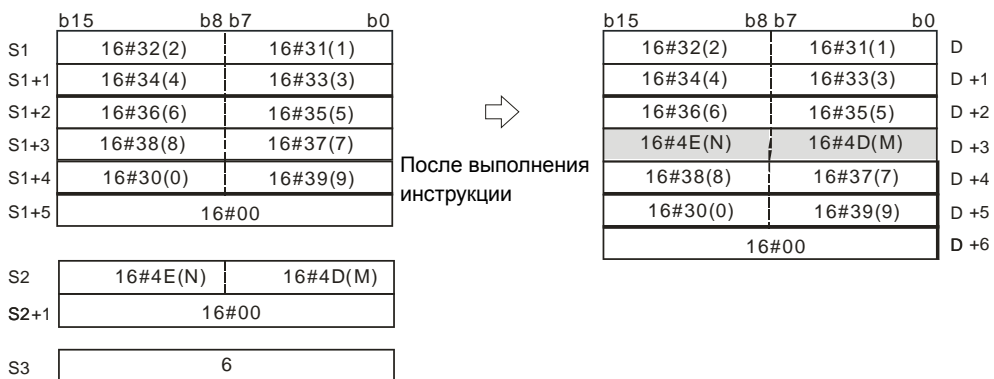 b15 b8 b7 b0
S1 16#32(2) 16#31(1)
S1+1 16#34(4) 16#33(3)
S1+2 16#36(6) 16#35(5)
S1+3 16#38(8) 16#37(7)
S1+4 16#30(0) 16#39(9)
S1+5 16#00
S2 16#4E(N) 16#4D(M)
S2+1 16#00
S3 6
После выполнения
инструкции
b15 b8 b7 b0
16#32(2) 16#31(1) D
16#34(4) 16#33(3) D +1
16#36(6) 16#35(5) D +2
16#4E(N) 16#4D(M) D +3
16#38(8) 16#37(7) D +4
16#30(0) 16#39(9) D +5
16#00 D +6